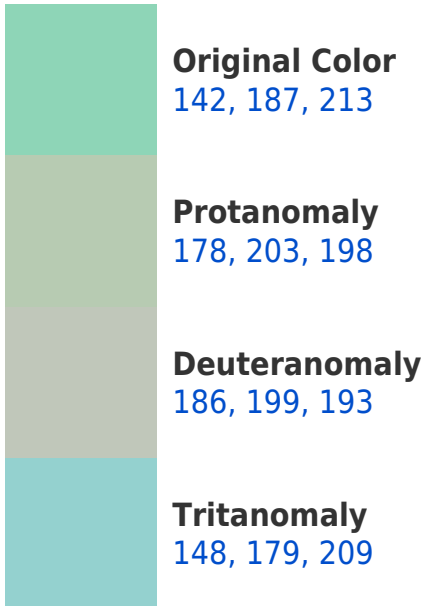 Original Color
142, 187, 213
Protanomaly
178, 203, 198
Deuteranomaly
186, 199, 193
Tritanomaly
148, 179, 209